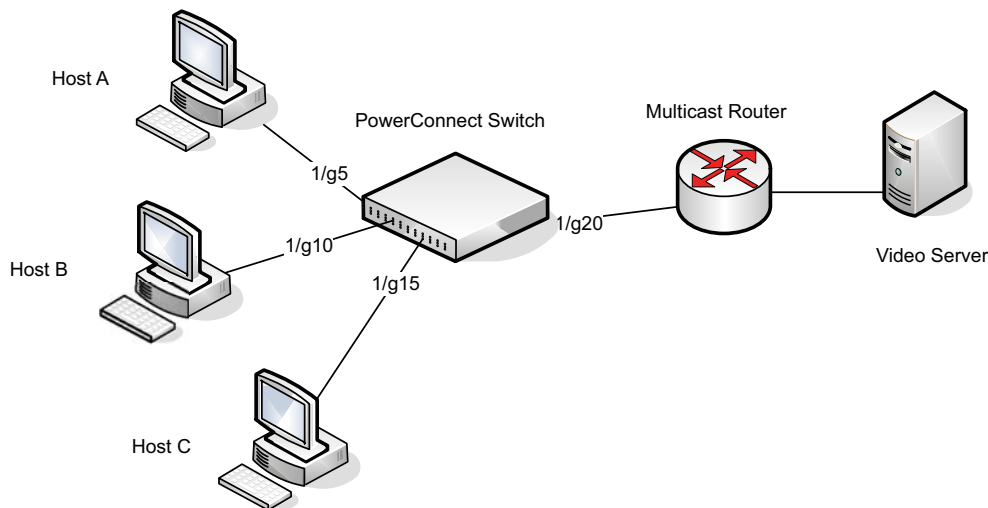 Host A
PowerConnect Switch
Multicast Router
1/g5
1/g20
1/g10
Host B
Video Server
1/g15
Host C